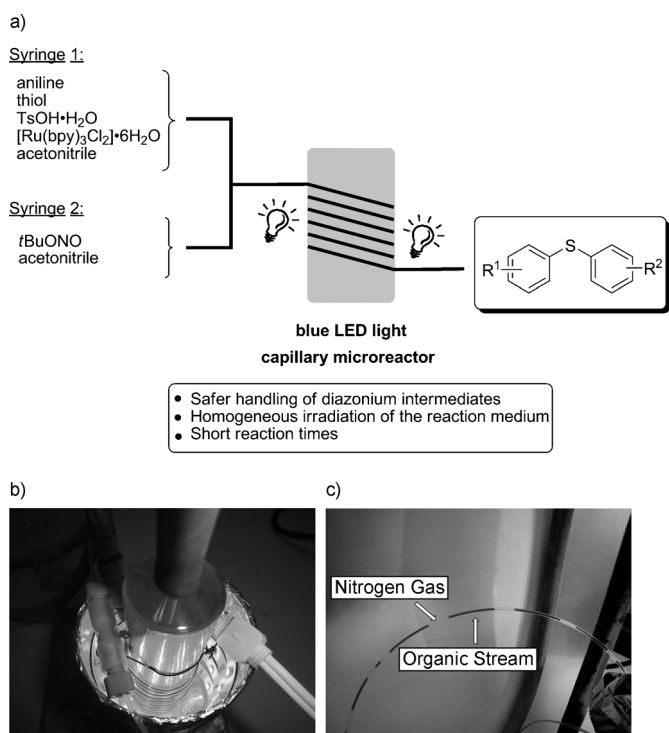 a)
Syringe 1:
aniline
thiol
TsOH•H2O
[Ru(bpy)3Cl2]•6H2O
acetonitrile
Syringe 2:
tBuONO
acetonitrile
S
R1
R2
blue LED light
capillary microreactor
• Safer handling of diazonium intermediates
• Homogeneous irradiation of the reaction medium
• Short reaction times
b)
c)
Nitrogen Gas
Organic Stream